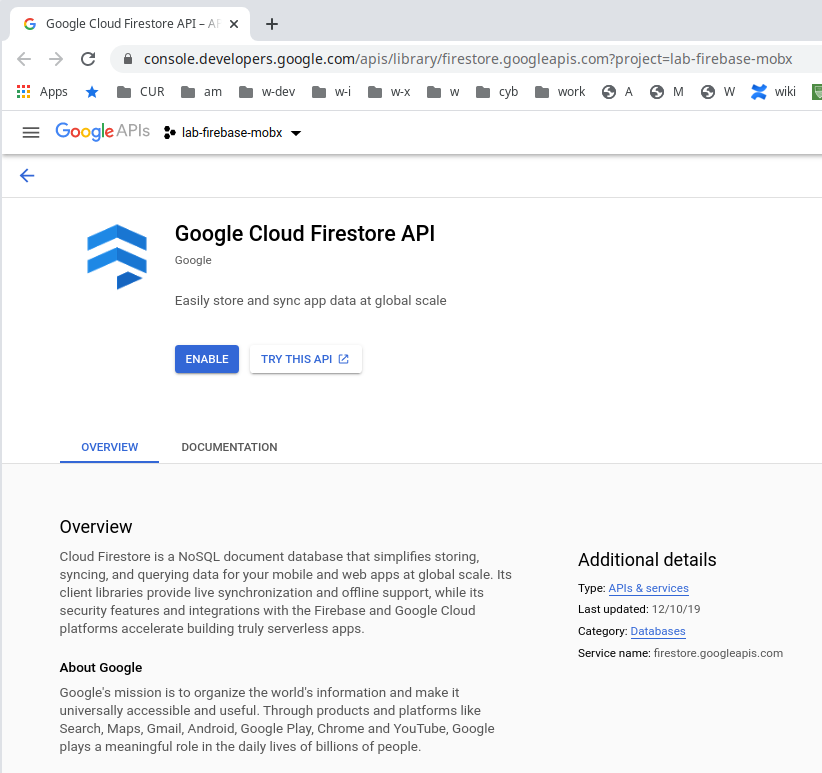 Google Cloud Firestore API – AP
console.developers.google.com/apis/library/firestore.googleapis.com?project=lab-firebase-mobx
Apps CUR am w-dev w-i w-x w cyb work A M W wiki
Google APIs lab-firebase-mobx
Google Cloud Firestore API
Google
Easily store and sync app data at global scale
ENABLE TRY THIS API
OVERVIEW DOCUMENTATION
Overview
Cloud Firestore is a NoSQL document database that simplifies storing,
syncing, and querying data for your mobile and web apps at global scale. Its
client libraries provide live synchronization and offline support, while its
security features and integrations with the Firebase and Google Cloud
platforms accelerate building truly serverless apps.
About Google
Google's mission is to organize the world's information and make it
universally accessible and useful. Through products and platforms like
Search, Maps, Gmail, Android, Google Play, Chrome and YouTube, Google
plays a meaningful role in the daily lives of billions of people.
Additional details
Type: APIs & services
Last updated: 12/10/19
Category: Databases
Service name: firestore.googleapis.com